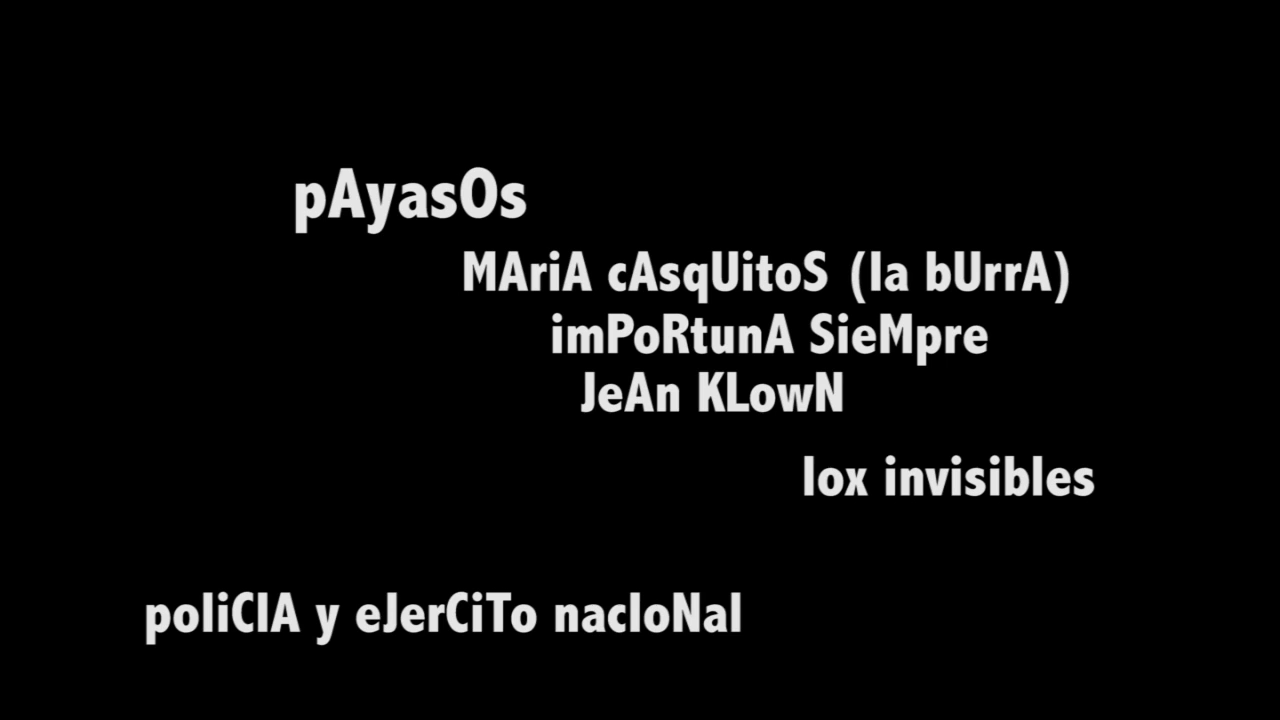 pAyasOs
MAriA cAsqUitoS (la bUrrA)
imPoRtunA SieMpre
JeAn KLowN
lox invisibles
poliCIA y eJerCiTo nacIoNal